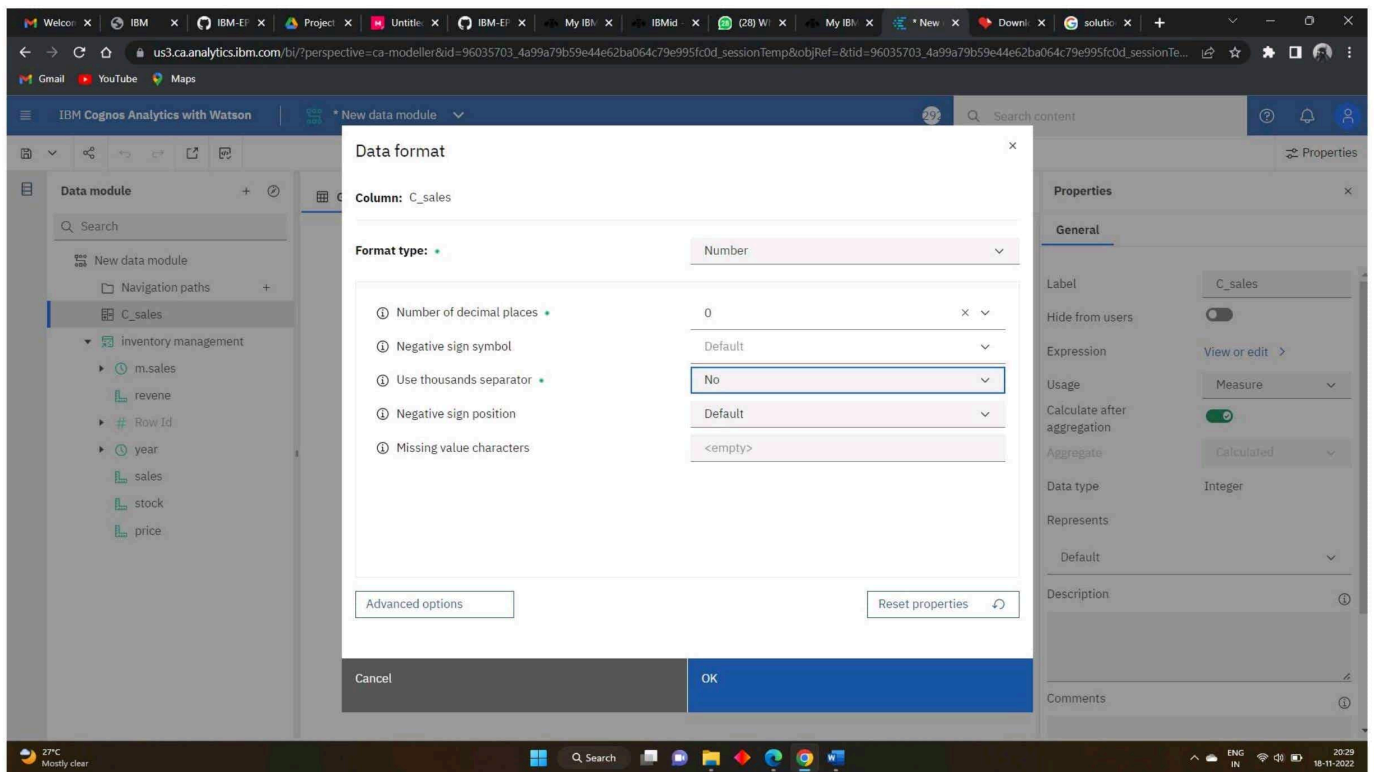 Welcon
IBM
IBM-EF
Project
Untitle
IBM-EF
My IBM
IBMid -
(28) Wh
My IBM
* New
Downlo
solutio
us3.ca.analytics.ibm.com/bi/?perspective=ca-modeller&id=96035703_4a99a79b59e44e62ba064c79e995fc0d_sessionTemp&objRef=&tid=96035703_4a99a79b59e44e62ba064c79e995fc0d_sessionTe...
Gmail
YouTube
Maps
IBM Cognos Analytics with Watson
* New data module
Search content
Properties
Data module
Search
New data module
Navigation paths
C_sales
inventory management
m.sales
revene
# Row Id
year
sales
stock
price
Data format
Column: C_sales
Format type: Number
Number of decimal places 0
Negative sign symbol Default
Use thousands separator No
Negative sign position Default
Missing value characters <empty>
Advanced options
Reset properties
Cancel
OK
Properties
General
Label C_sales
Hide from users
Expression View or edit >
Usage Measure
Calculate after
aggregation
Aggregate Calculated
Data type Integer
Represents
Default
Description
Comments
27°C
Mostly clear
Search
ENG
IN
20:29
18-11-2022